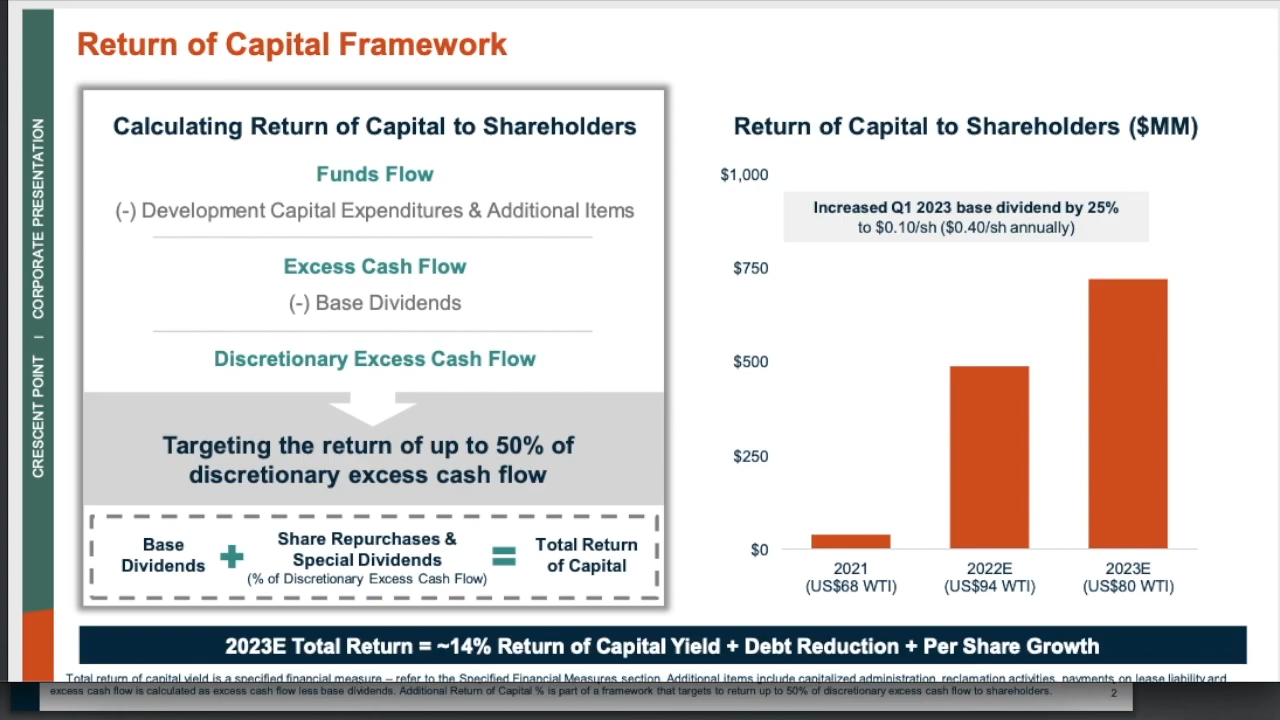 Return of Capital Framework
CRESCENT POINT I CORPORATE PRESENTATION
Calculating Return of Capital to Shareholders
Funds Flow
(-) Development Capital Expenditures & Additional Items
Excess Cash Flow
(-) Base Dividends
Discretionary Excess Cash Flow
Targeting the return of up to 50% of
discretionary excess cash flow
Base
Dividends
+
Share Repurchases &
Special Dividends
(% of Discretionary Excess Cash Flow)
=
Total Return
of Capital
Return of Capital to Shareholders ($MM)
$1,000
Increased Q1 2023 base dividend by 25%
to $0.10/sh ($0.40/sh annually)
$750
$500
$250
$0
2021
(US$68 WTI)
2022E
(US$94 WTI)
2023E
(US$80 WTI)
2023E Total Return = ~14% Return of Capital Yield + Debt Reduction + Per Share Growth
Total return of capital yield is a specified financial measure – refer to the Specified Financial Measures section. Additional items include capitalized administration, reclamation activities, payments on lease liability and
excess cash flow is calculated as excess cash flow less base dividends. Additional Return of Capital % is part of a framework that targets to return up to 50% of discretionary excess cash flow to shareholders.
2